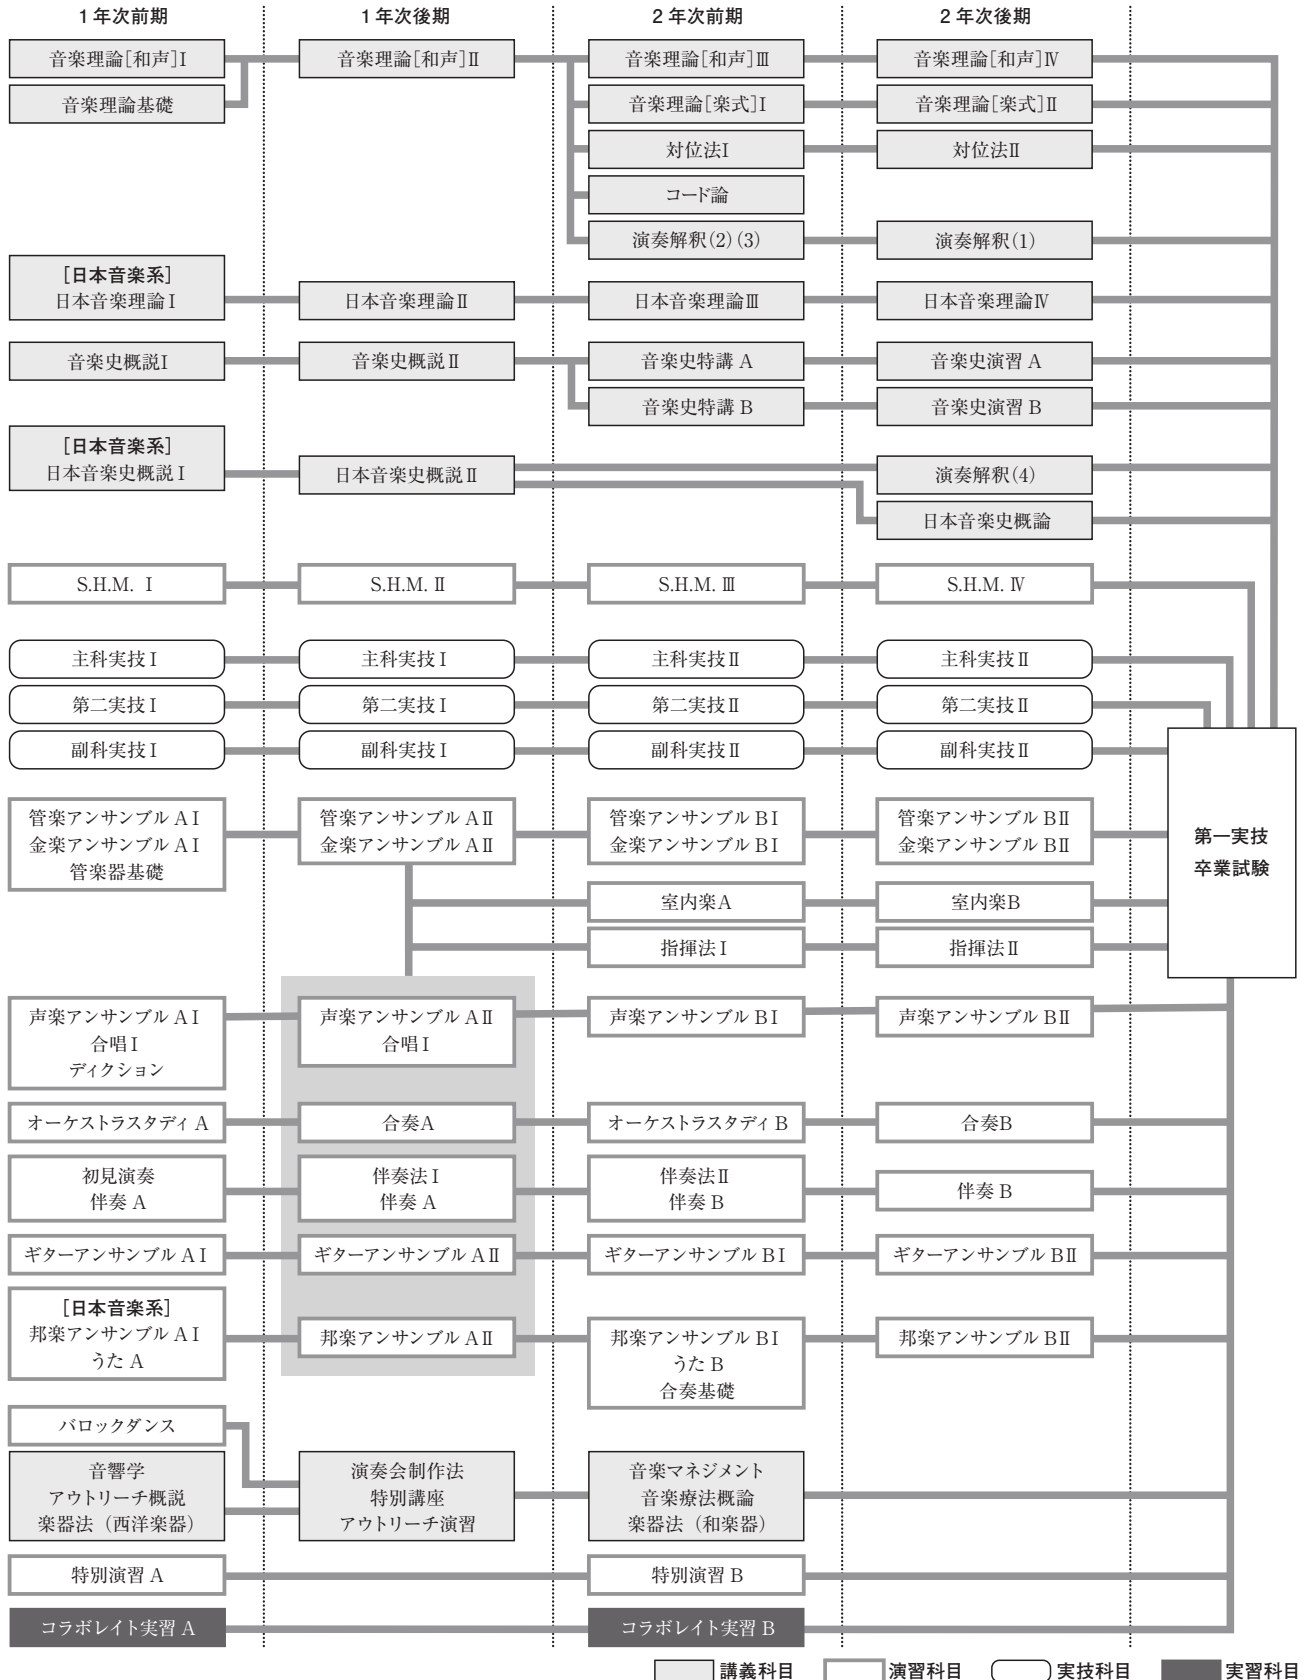 1年次前期
1年次後期
2年次前期
2年次後期
音楽理論[和声]Ⅰ
音楽理論[和声]Ⅱ
音楽理論[和声]Ⅲ
音楽理論[和声]Ⅳ
音楽理論基礎
音楽理論[楽式]Ⅰ
音楽理論[楽式]Ⅱ
対位法Ⅰ
対位法Ⅱ
コード論
演奏解釈(2)(3)
演奏解釈(1)
[日本音楽系]
日本音楽理論Ⅰ
日本音楽理論Ⅱ
日本音楽理論Ⅲ
日本音楽理論Ⅳ
音楽史概説Ⅰ
音楽史概説Ⅱ
音楽史特講 A
音楽史演習 A
音楽史特講 B
音楽史演習 B
[日本音楽系]
日本音楽史概説Ⅰ
日本音楽史概説Ⅱ
演奏解釈(4)
日本音楽史概論
S.H.M. Ⅰ
S.H.M. Ⅱ
S.H.M. Ⅲ
S.H.M. Ⅳ
主科実技Ⅰ
主科実技Ⅰ
主科実技Ⅱ
主科実技Ⅱ
第二実技Ⅰ
第二実技Ⅰ
第二実技Ⅱ
第二実技Ⅱ
副科実技Ⅰ
副科実技Ⅰ
副科実技Ⅱ
副科実技Ⅱ
管楽アンサンブル AⅠ
金楽アンサンブル AⅠ
管楽器基礎
管楽アンサンブル AⅡ
金楽アンサンブル AⅡ
管楽アンサンブル BⅠ
金楽アンサンブル BⅠ
管楽アンサンブル BⅡ
金楽アンサンブル BⅡ
第一実技
卒業試験
室内楽A
室内楽B
指揮法Ⅰ
指揮法Ⅱ
声楽アンサンブル AⅠ
合唱Ⅰ
ディクション
声楽アンサンブル AⅡ
合唱Ⅰ
声楽アンサンブル BⅠ
声楽アンサンブル BⅡ
オーケストラスタディ A
合奏A
オーケストラスタディ B
合奏B
初見演奏
伴奏 A
伴奏法Ⅰ
伴奏 A
伴奏法Ⅱ
伴奏 B
伴奏 B
ギターアンサンブル AⅠ
ギターアンサンブル AⅡ
ギターアンサンブル BⅠ
ギターアンサンブル BⅡ
[日本音楽系]
邦楽アンサンブル AⅠ
うた A
邦楽アンサンブル AⅡ
邦楽アンサンブル BⅠ
うた B
合奏基礎
邦楽アンサンブル BⅡ
バロックダンス
音響学
アウトリーチ概説
楽器法（西洋楽器）
演奏会制作法
特別講座
アウトリーチ演習
音楽マネジメント
音楽療法概論
楽器法（和楽器）
特別演習 A
特別演習 B
コラボレイト実習 A
コラボレイト実習 B
講義科目
演習科目
実技科目
実習科目